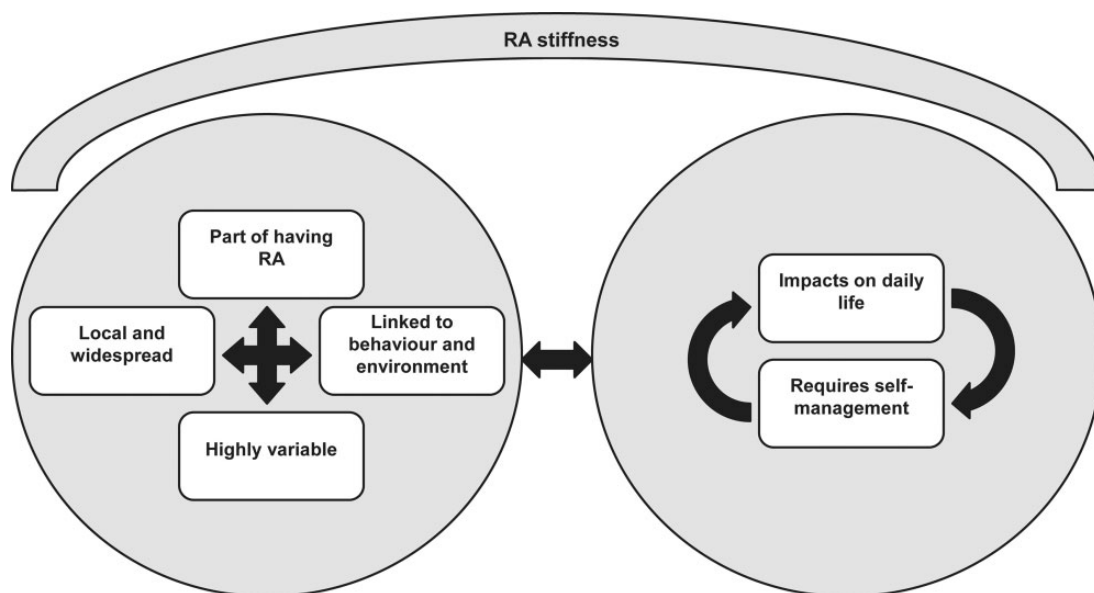 RA stiffness
Part of having
RA
Local and
widespread
Linked to
behaviour and
environment
Highly variable
Impacts on daily
life
Requires self-
management